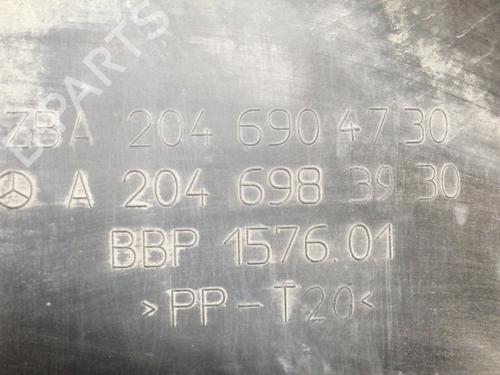 ZBA 204 690 47 30
A 204 698 39 30
BBP 1576.01
>PP-T20<